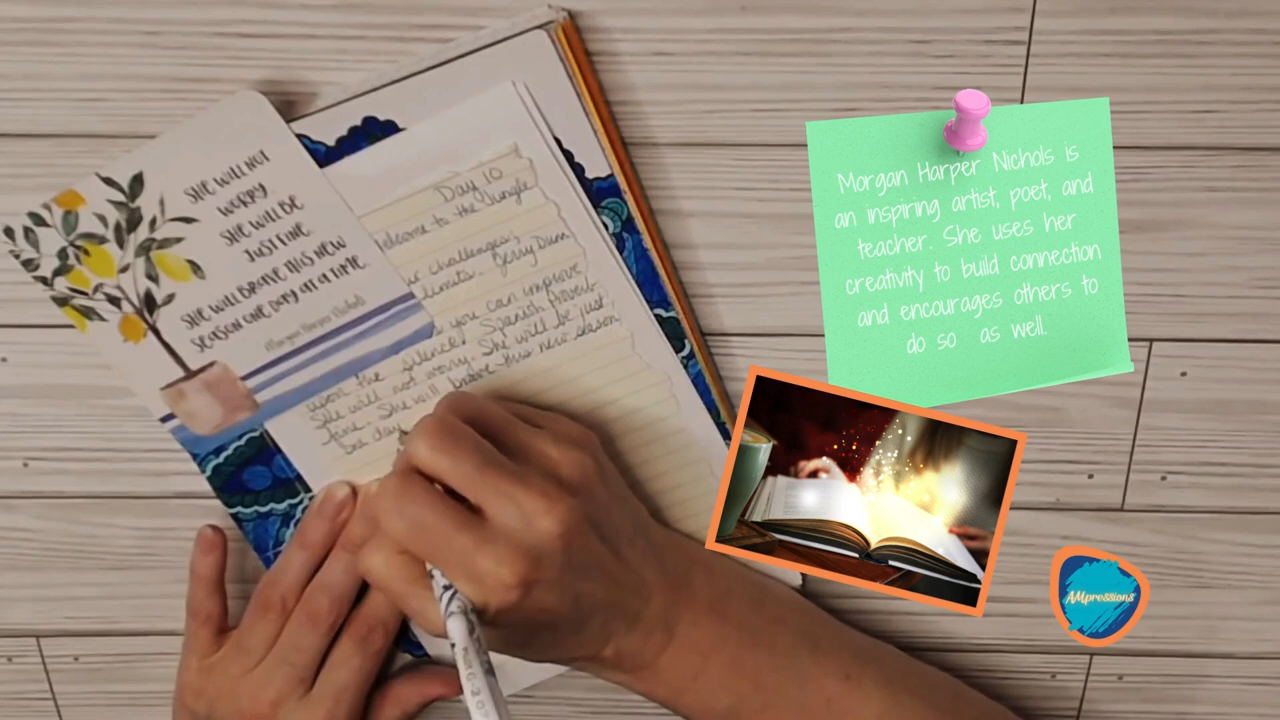 SHE WILL NOT
WORRY
SHE WILL BE
JUST FINE.
SHE WILL BRAVE THIS NEW
SEASON ONE DAY AT A TIME
Morgan Harper Nichols
Day 10
elcome to the Jungle
ur challenges;
limits. Gerry Dunn
you can improve
upon the silence. Spanish Proverb
She will not worry. She will be just
fine. She will brave this new season
one day
Morgan Harper Nichols is
an inspiring artist, poet, and
teacher. She uses her
creativity to build connection
and encourages others to
do so as well.
AMpressions